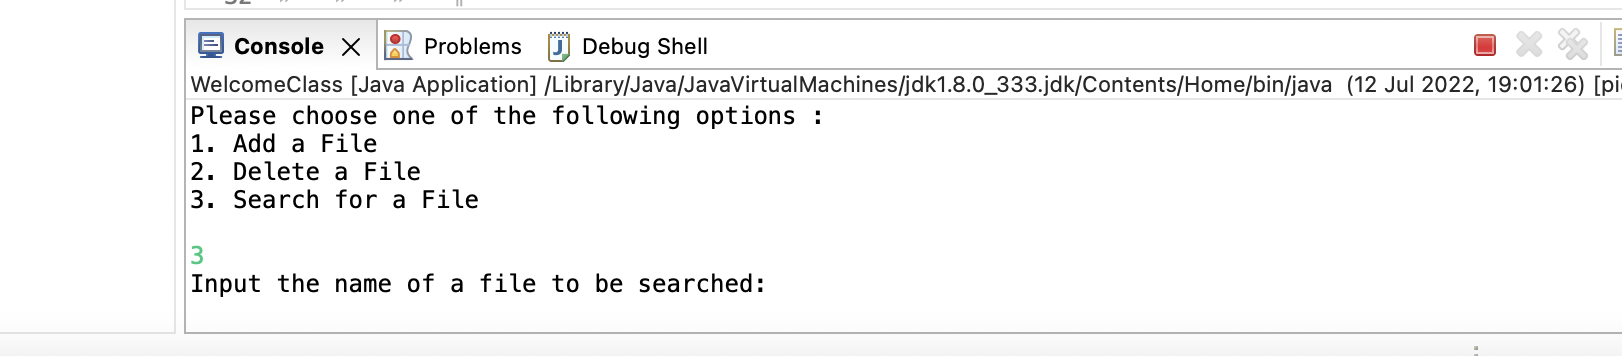 Console Problems Debug Shell
WelcomeClass [Java Application] /Library/Java/JavaVirtualMachines/jdk1.8.0_333.jdk/Contents/Home/bin/java (12 Jul 2022, 19:01:26) [pi
Please choose one of the following options :
1. Add a File
2. Delete a File
3. Search for a File
3
Input the name of a file to be searched: